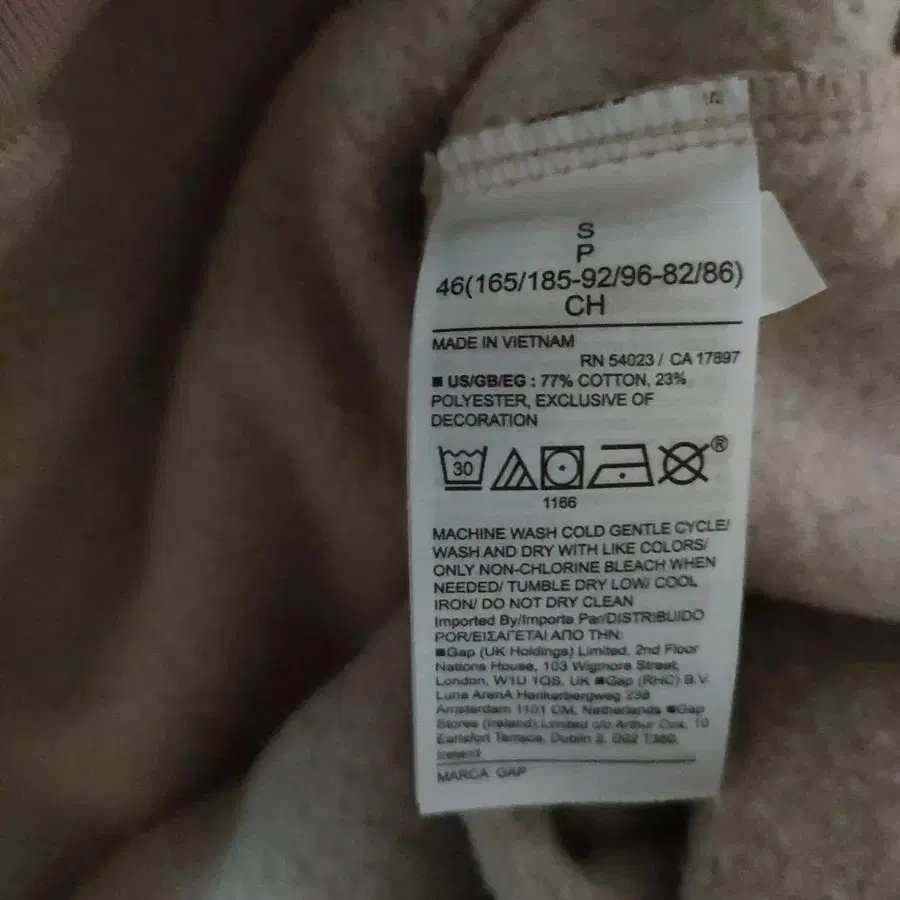 S
P
46(165/185-92/96-82/86)
CH
MADE IN VIETNAM
RN 54023 / CA 17897
■ US/GB/EG : 77% COTTON, 23%
POLYESTER, EXCLUSIVE OF
DECORATION
30
®
1166
MACHINE WASH COLD GENTLE CYCLE/
WASH AND DRY WITH LIKE COLORS/
ONLY NON-CHLORINE BLEACH WHEN
NEEDED/ TUMBLE DRY LOW/ COOL
IRON/ DO NOT DRY CLEAN
Imported By/Importe Par/DISTRIBUIDO
POR/ΕΙΣΑΓΕΤΑΙ ΑΠΟ ΤΗΝ:
■Gap (UK Holdings) Limited, 2nd Floor
Nations House, 103 Wigmore Street,
London, W1U 1QS, UK ■Gap (RHC) B.V.
Luna ArenA Herikerbergweg 238
Amsterdam 1101 CM, Netherlands ■Gap
Stores (Ireland) Limited c/o Arthur Cox, 10
Earlsfort Terrace, Dublin 2, D02
Ireland
MARCA: GAP